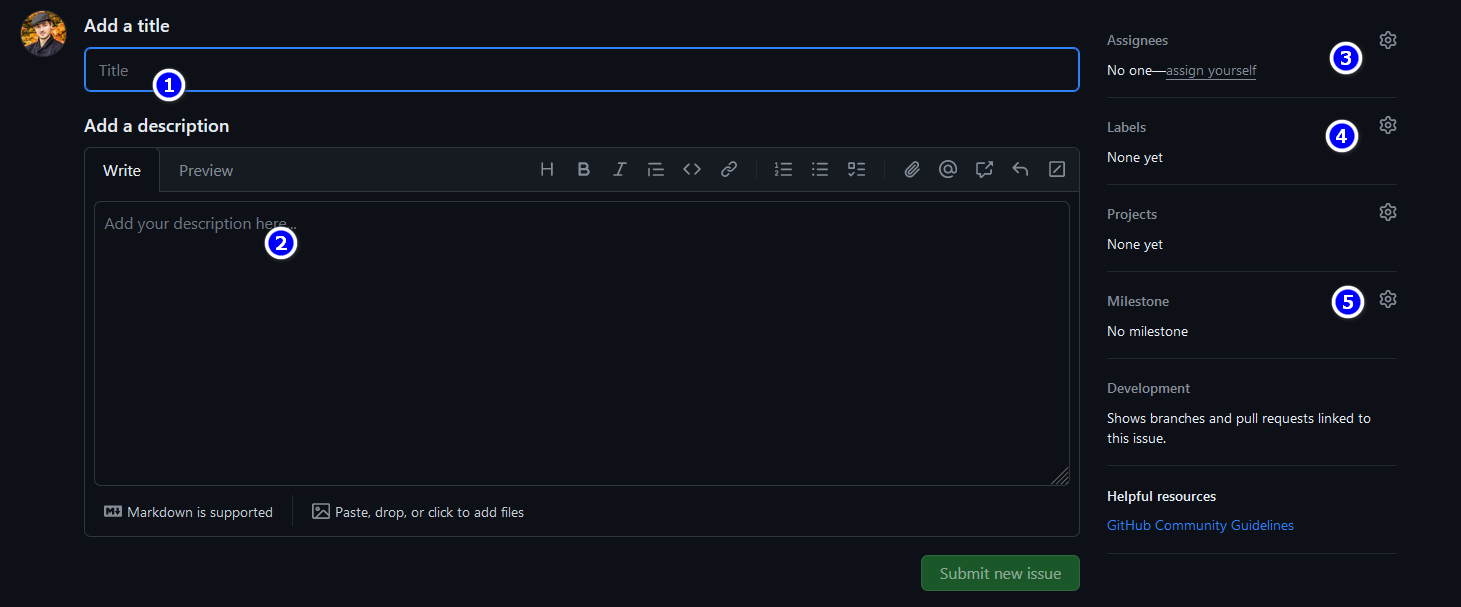 Add a title
Title
1
Add a description
Write Preview
Add your description here...
2
Markdown is supported
Paste, drop, or click to add files
Submit new issue
Assignees
3
No one—assign yourself
Labels
4
None yet
Projects
None yet
Milestone
5
No milestone
Development
Shows branches and pull requests linked to
this issue.
Helpful resources
GitHub Community Guidelines